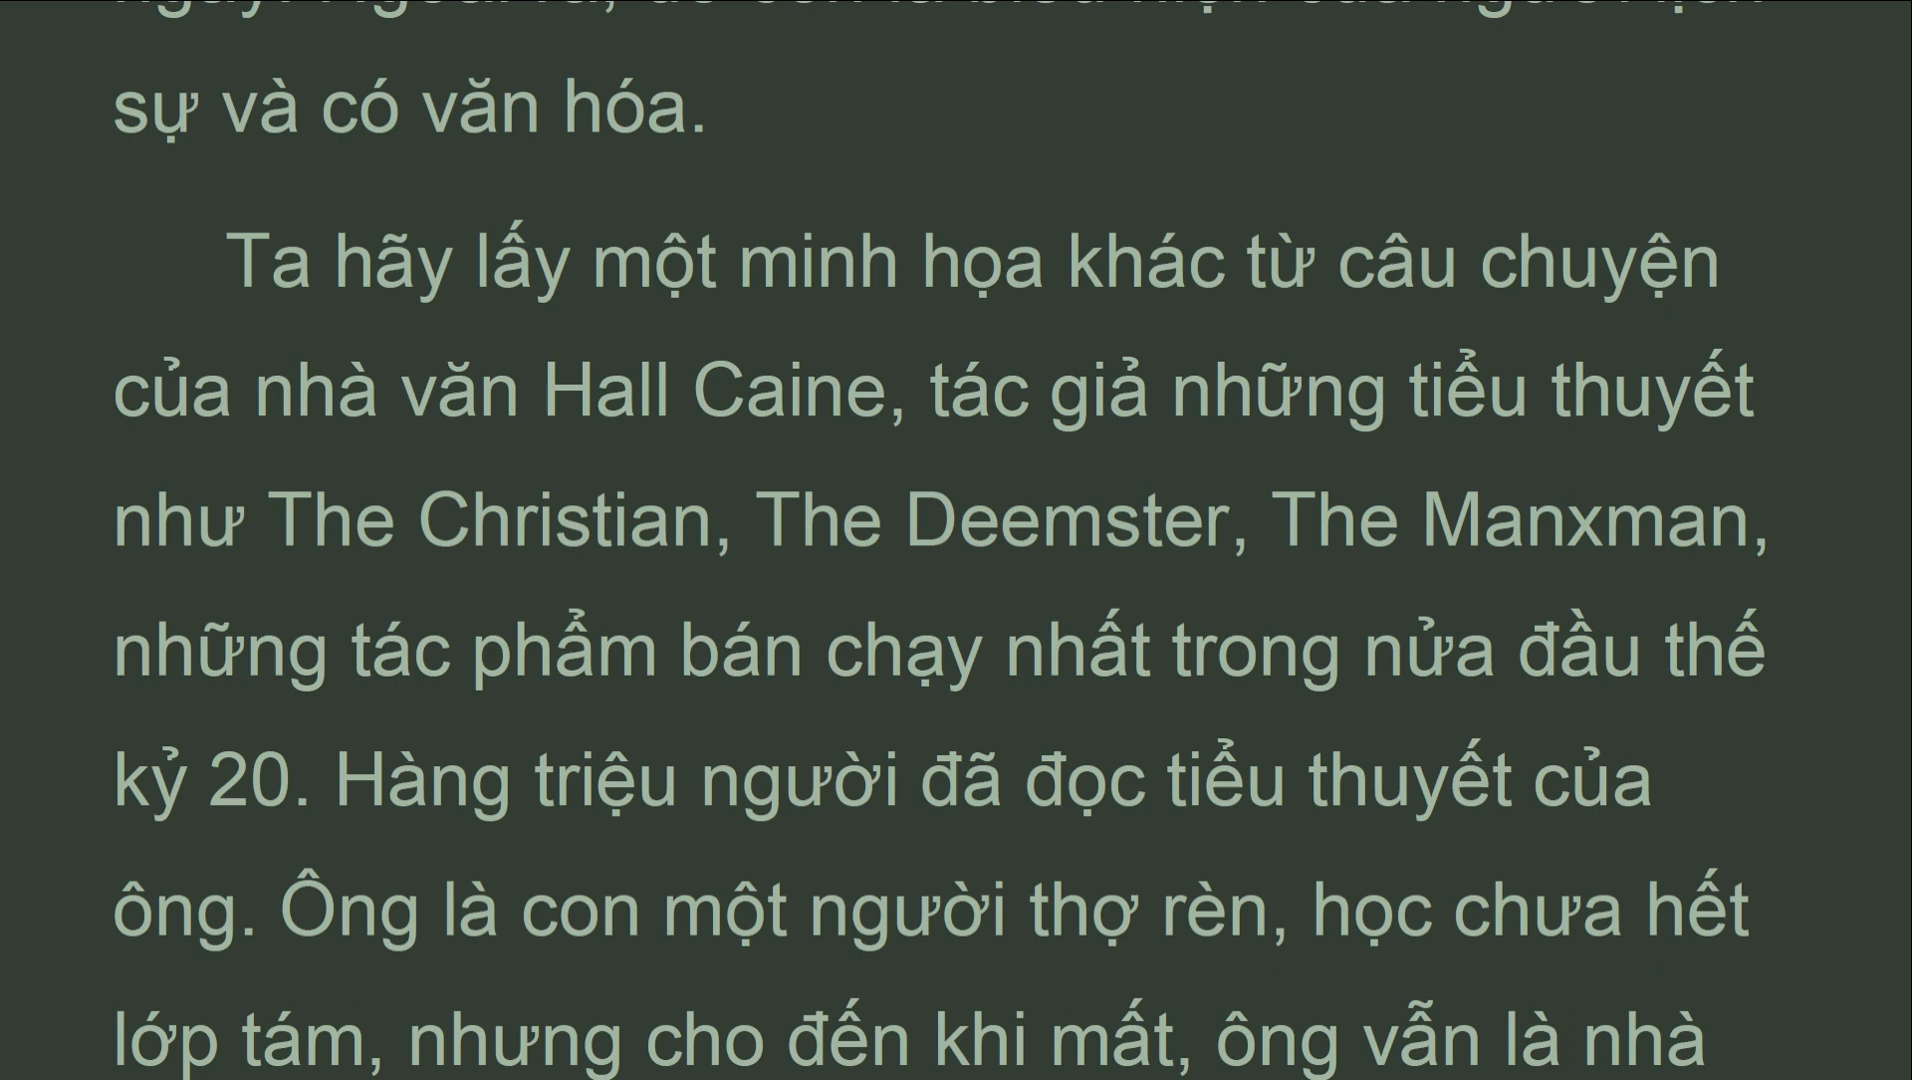 sự và có văn hóa.
Ta hãy lấy một minh họa khác từ câu chuyện
của nhà văn Hall Caine, tác giả những tiểu thuyết
như The Christian, The Deemster, The Manxman,
những tác phẩm bán chạy nhất trong nửa đầu thế
kỷ 20. Hàng triệu người đã đọc tiểu thuyết của
ông. Ông là con một người thợ rèn, học chưa hết
lớp tám, nhưng cho đến khi mất, ông vẫn là nhà